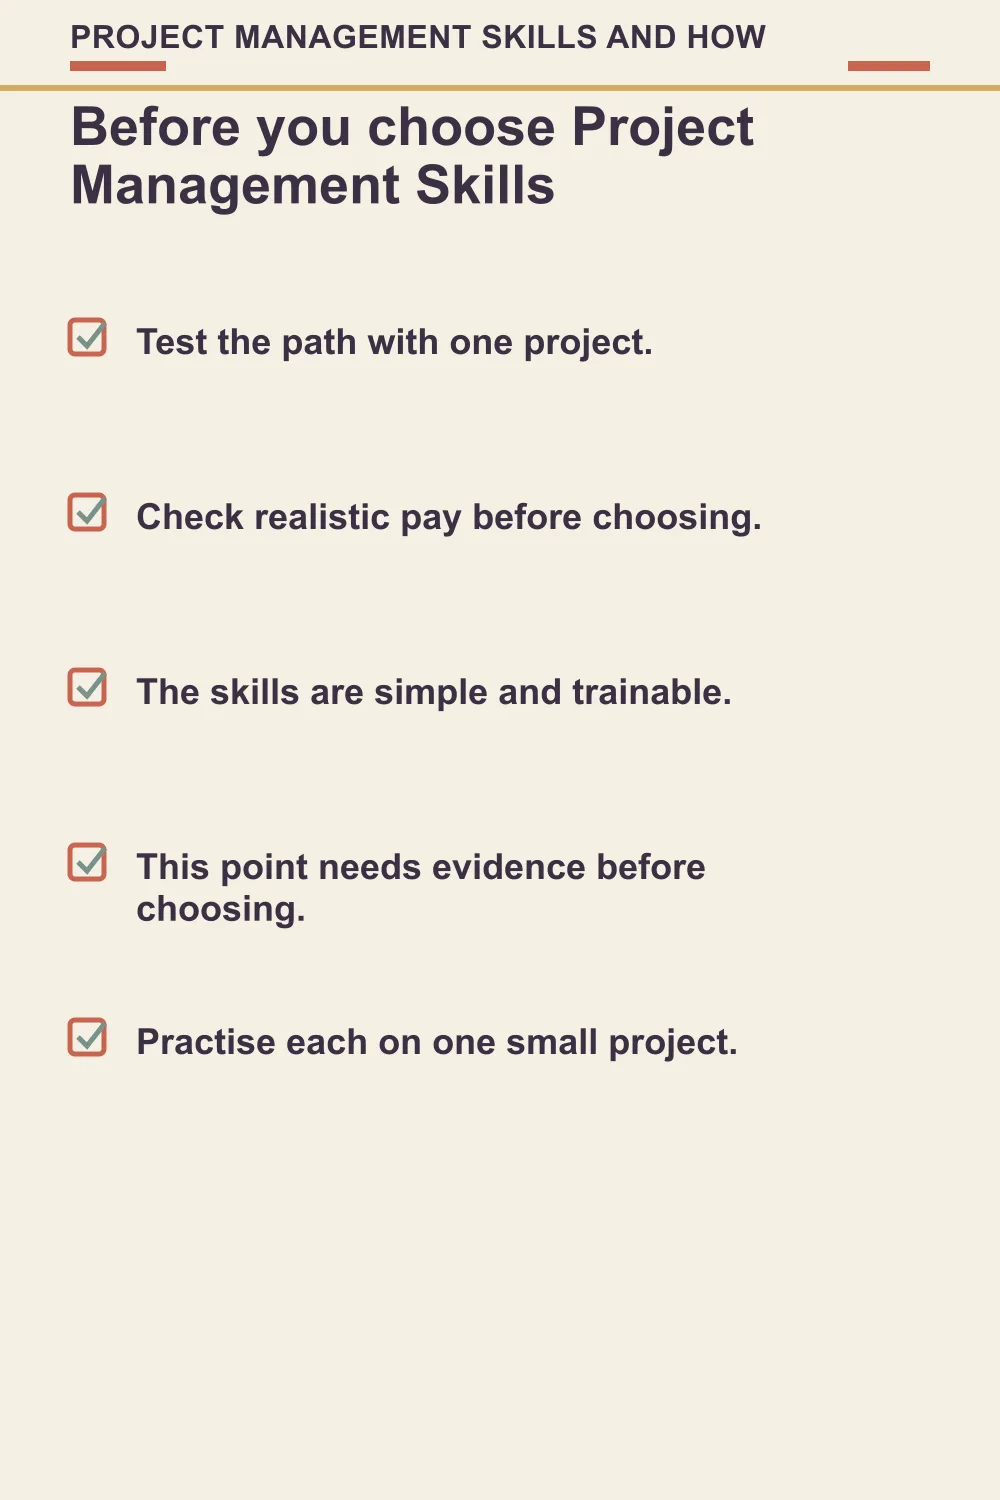 PROJECT MANAGEMENT SKILLS AND HOW
Before you choose Project
Management Skills
Test the path with one project.
Check realistic pay before choosing.
The skills are simple and trainable.
This point needs evidence before
choosing.
Practise each on one small project.